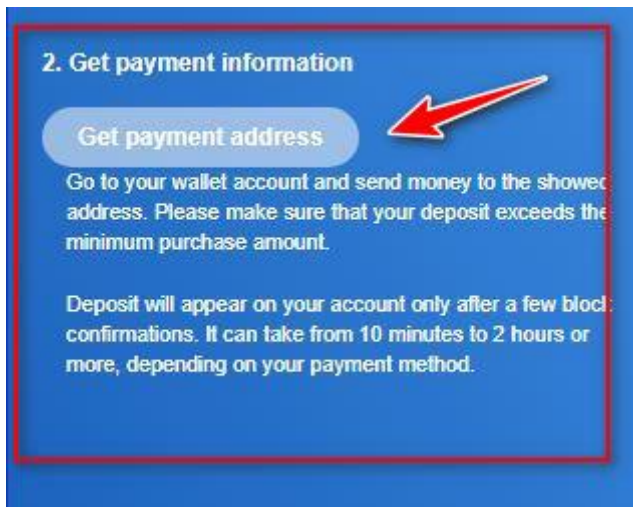 2. Get payment information
Get payment address
Go to your wallet account and send money to the showed
address. Please make sure that your deposit exceeds the
minimum purchase amount.
Deposit will appear on your account only after a few block
confirmations. It can take from 10 minutes to 2 hours or
more, depending on your payment method.